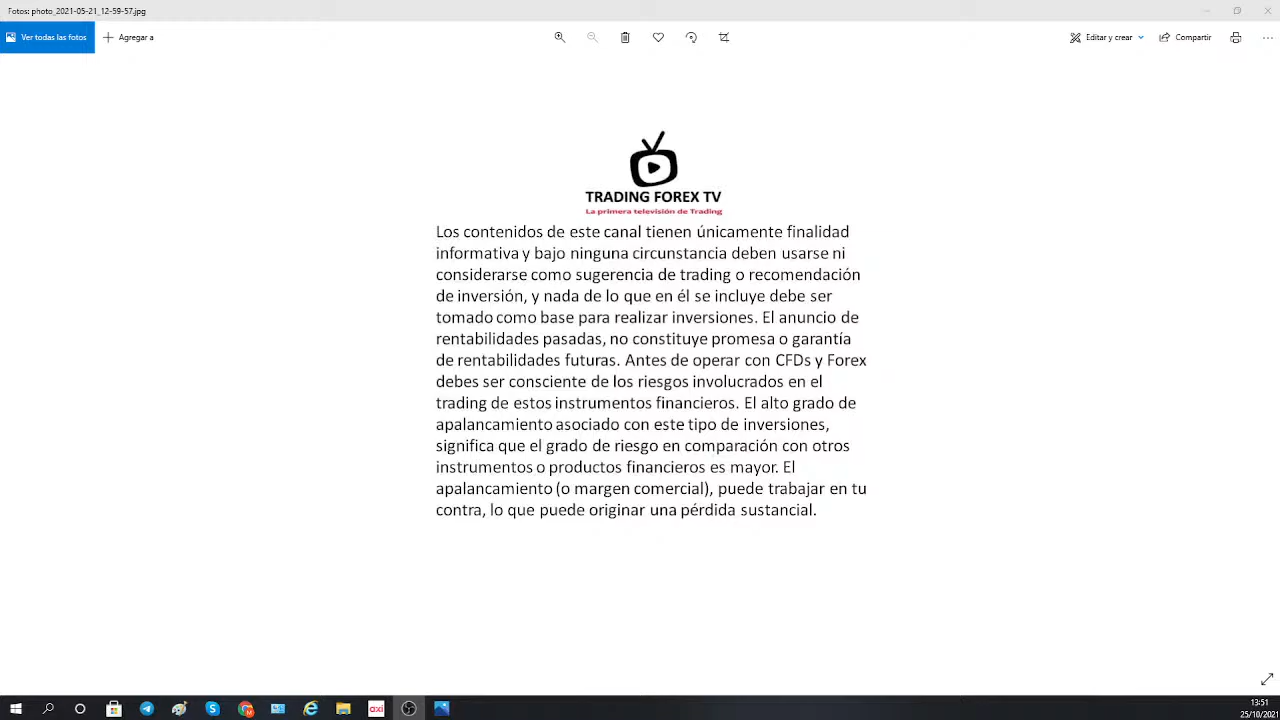 Fotos: photo_2021-05-21_12-59-57.jpg
Ver todas las fotos
Agregar a
Editar y crear
Compartir
TRADING FOREX TV
La primera televisión de Trading
Los contenidos de este canal tienen únicamente finalidad
informativa y bajo ninguna circunstancia deben usarse ni
considerarse como sugerencia de trading o recomendación
de inversión, y nada de lo que en él se incluye debe ser
tomado como base para realizar inversiones. El anuncio de
rentabilidades pasadas, no constituye promesa o garantía
de rentabilidades futuras. Antes de operar con CFDs y Forex
debes ser consciente de los riesgos involucrados en el
trading de estos instrumentos financieros. El alto grado de
apalancamiento asociado con este tipo de inversiones,
significa que el grado de riesgo en comparación con otros
instrumentos o productos financieros es mayor. El
apalancamiento (o margen comercial), puede trabajar en tu
contra, lo que puede originar una pérdida sustancial.
axi
13:51
25/10/2021